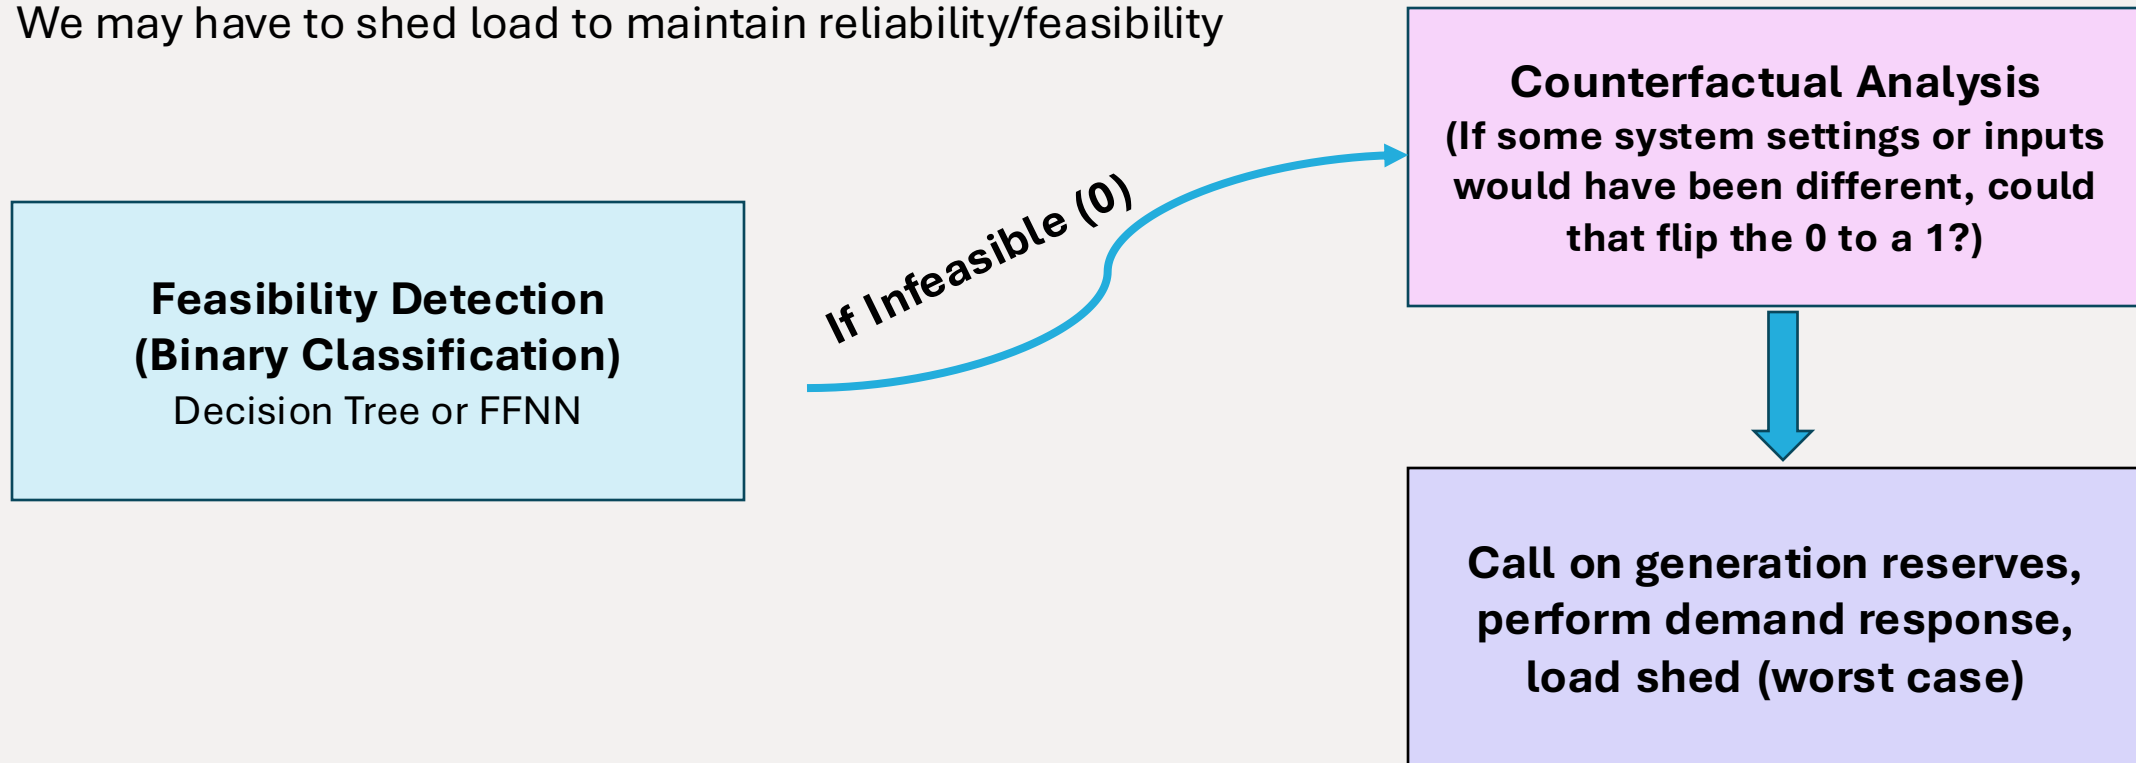 We may have to shed load to maintain reliability/feasibility
Feasibility Detection
(Binary Classification)
Decision Tree or FFNN
If Infeasible (0)
Counterfactual Analysis
(If some system settings or inputs
would have been different, could
that flip the 0 to a 1?)
Call on generation reserves,
perform demand response,
load shed (worst case)